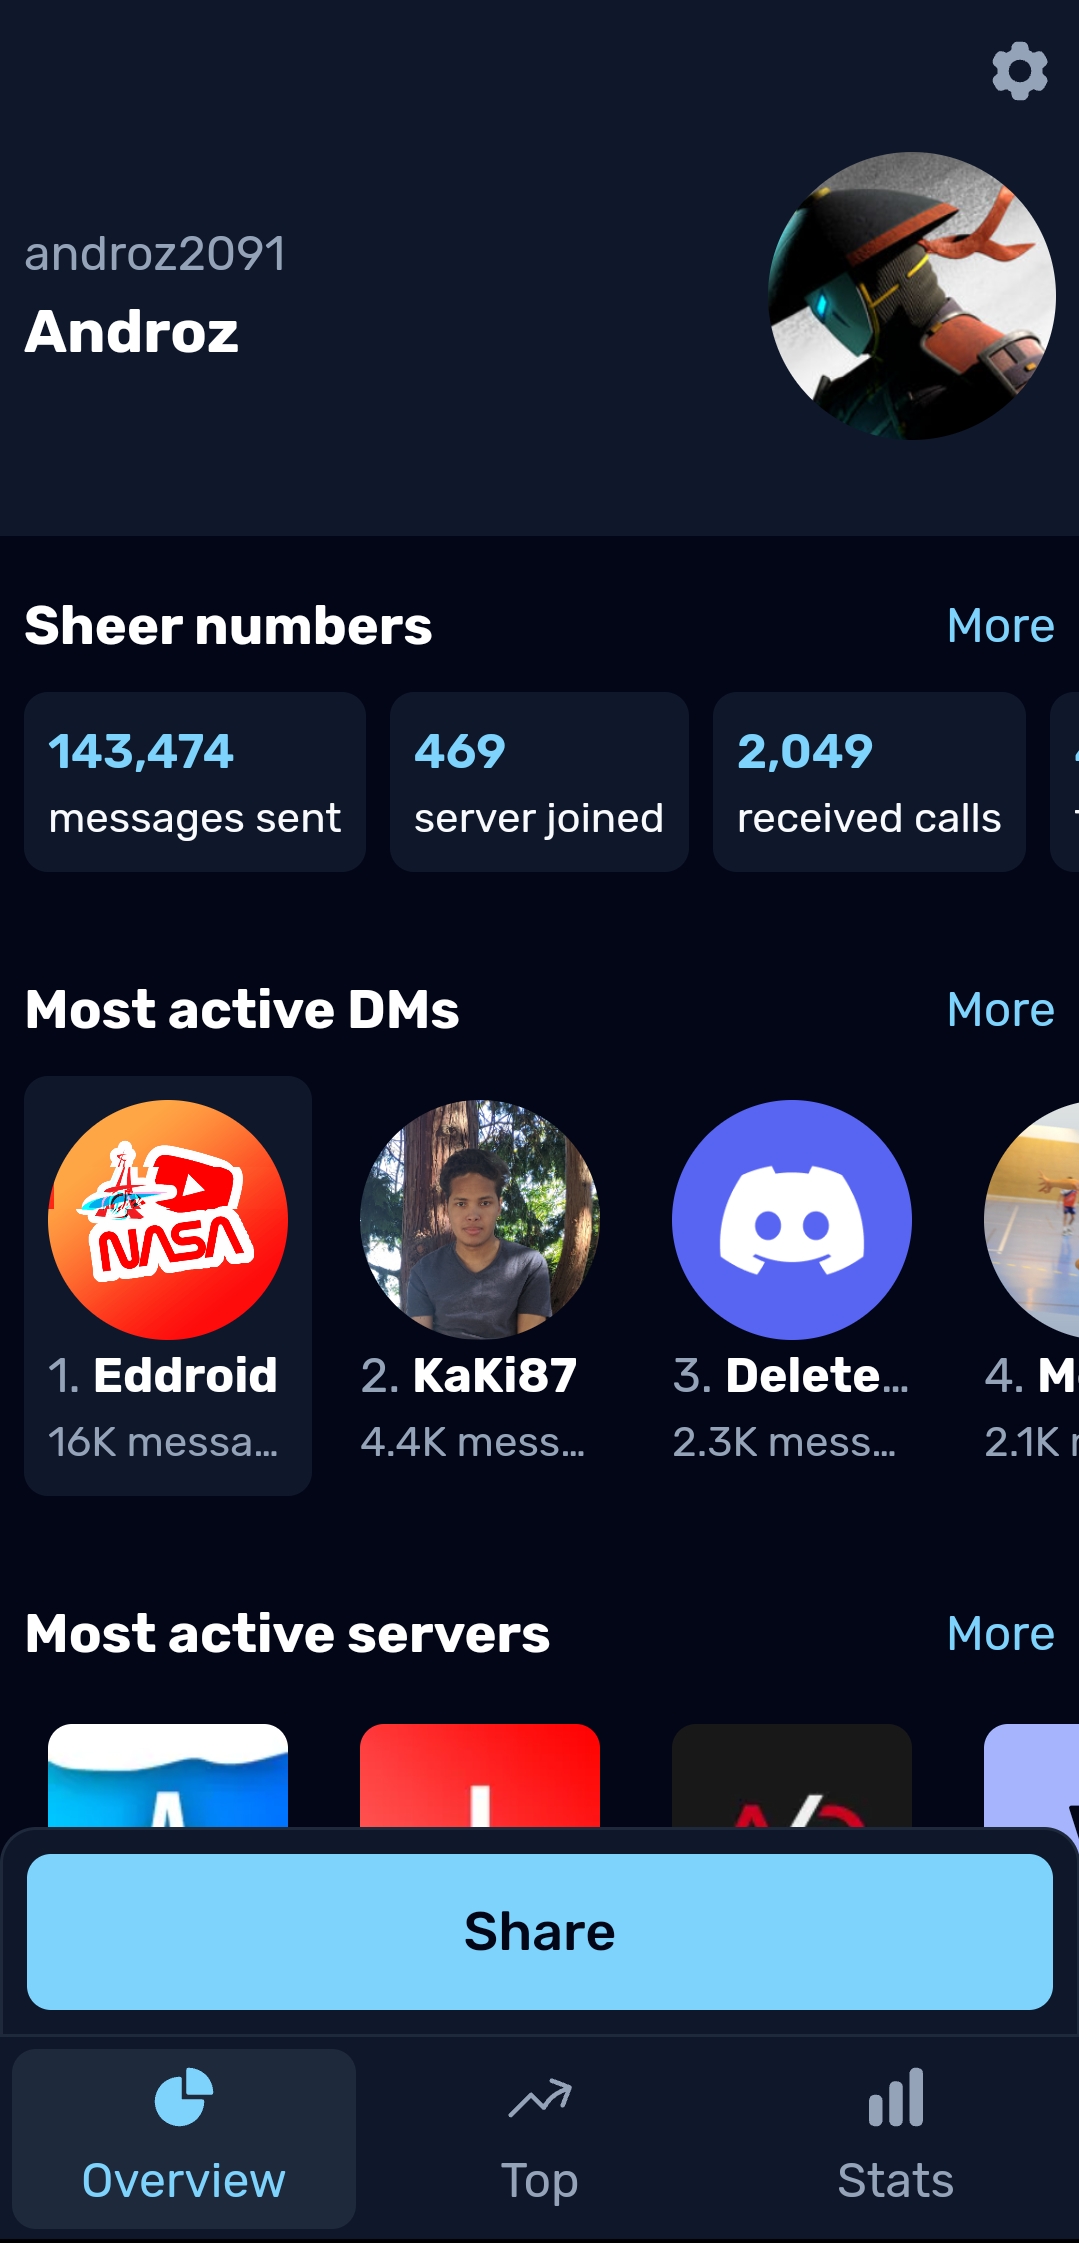 androz2091
Androz
Sheer numbers
More
143,474
messages sent
469
server joined
2,049
received calls
Most active DMs
More
NASA
1. Eddroid
16K messa...
2. KaKi87
4.4K mess...
3. Delete...
2.3K mess...
4. M
2.1K
Most active servers
More
Share
Overview
Top
Stats